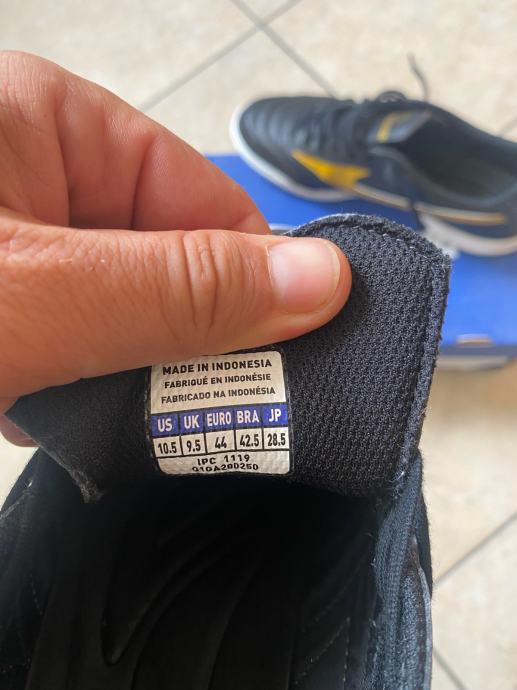 MADE IN INDONESIA
FABRIQUÉ EN INDONÉSIE
FABRICADO NA INDONÉSIA
US UK EURO BRA JP
10.5 9.5 44 42.5 28.5
IPC 1119
Q1GA200250